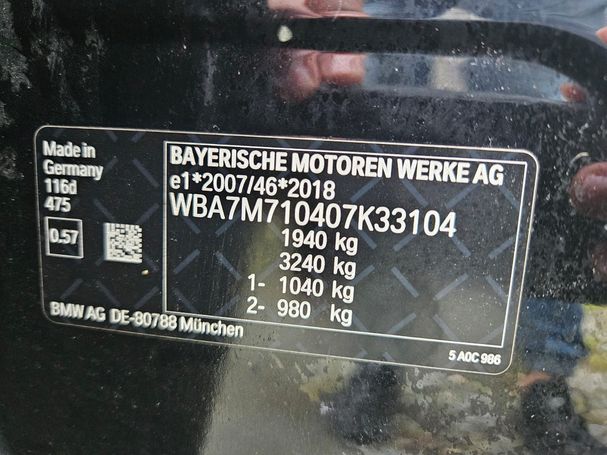 Made in
Germany
116d
475
0.57
BAYERISCHE MOTOREN WERKE AG
e1*2007/46*2018
WBA7M710407K33104
1940 kg
3240 kg
1- 1040 kg
2- 980 kg
BMW AG DE-80788 München
5 A0C 986